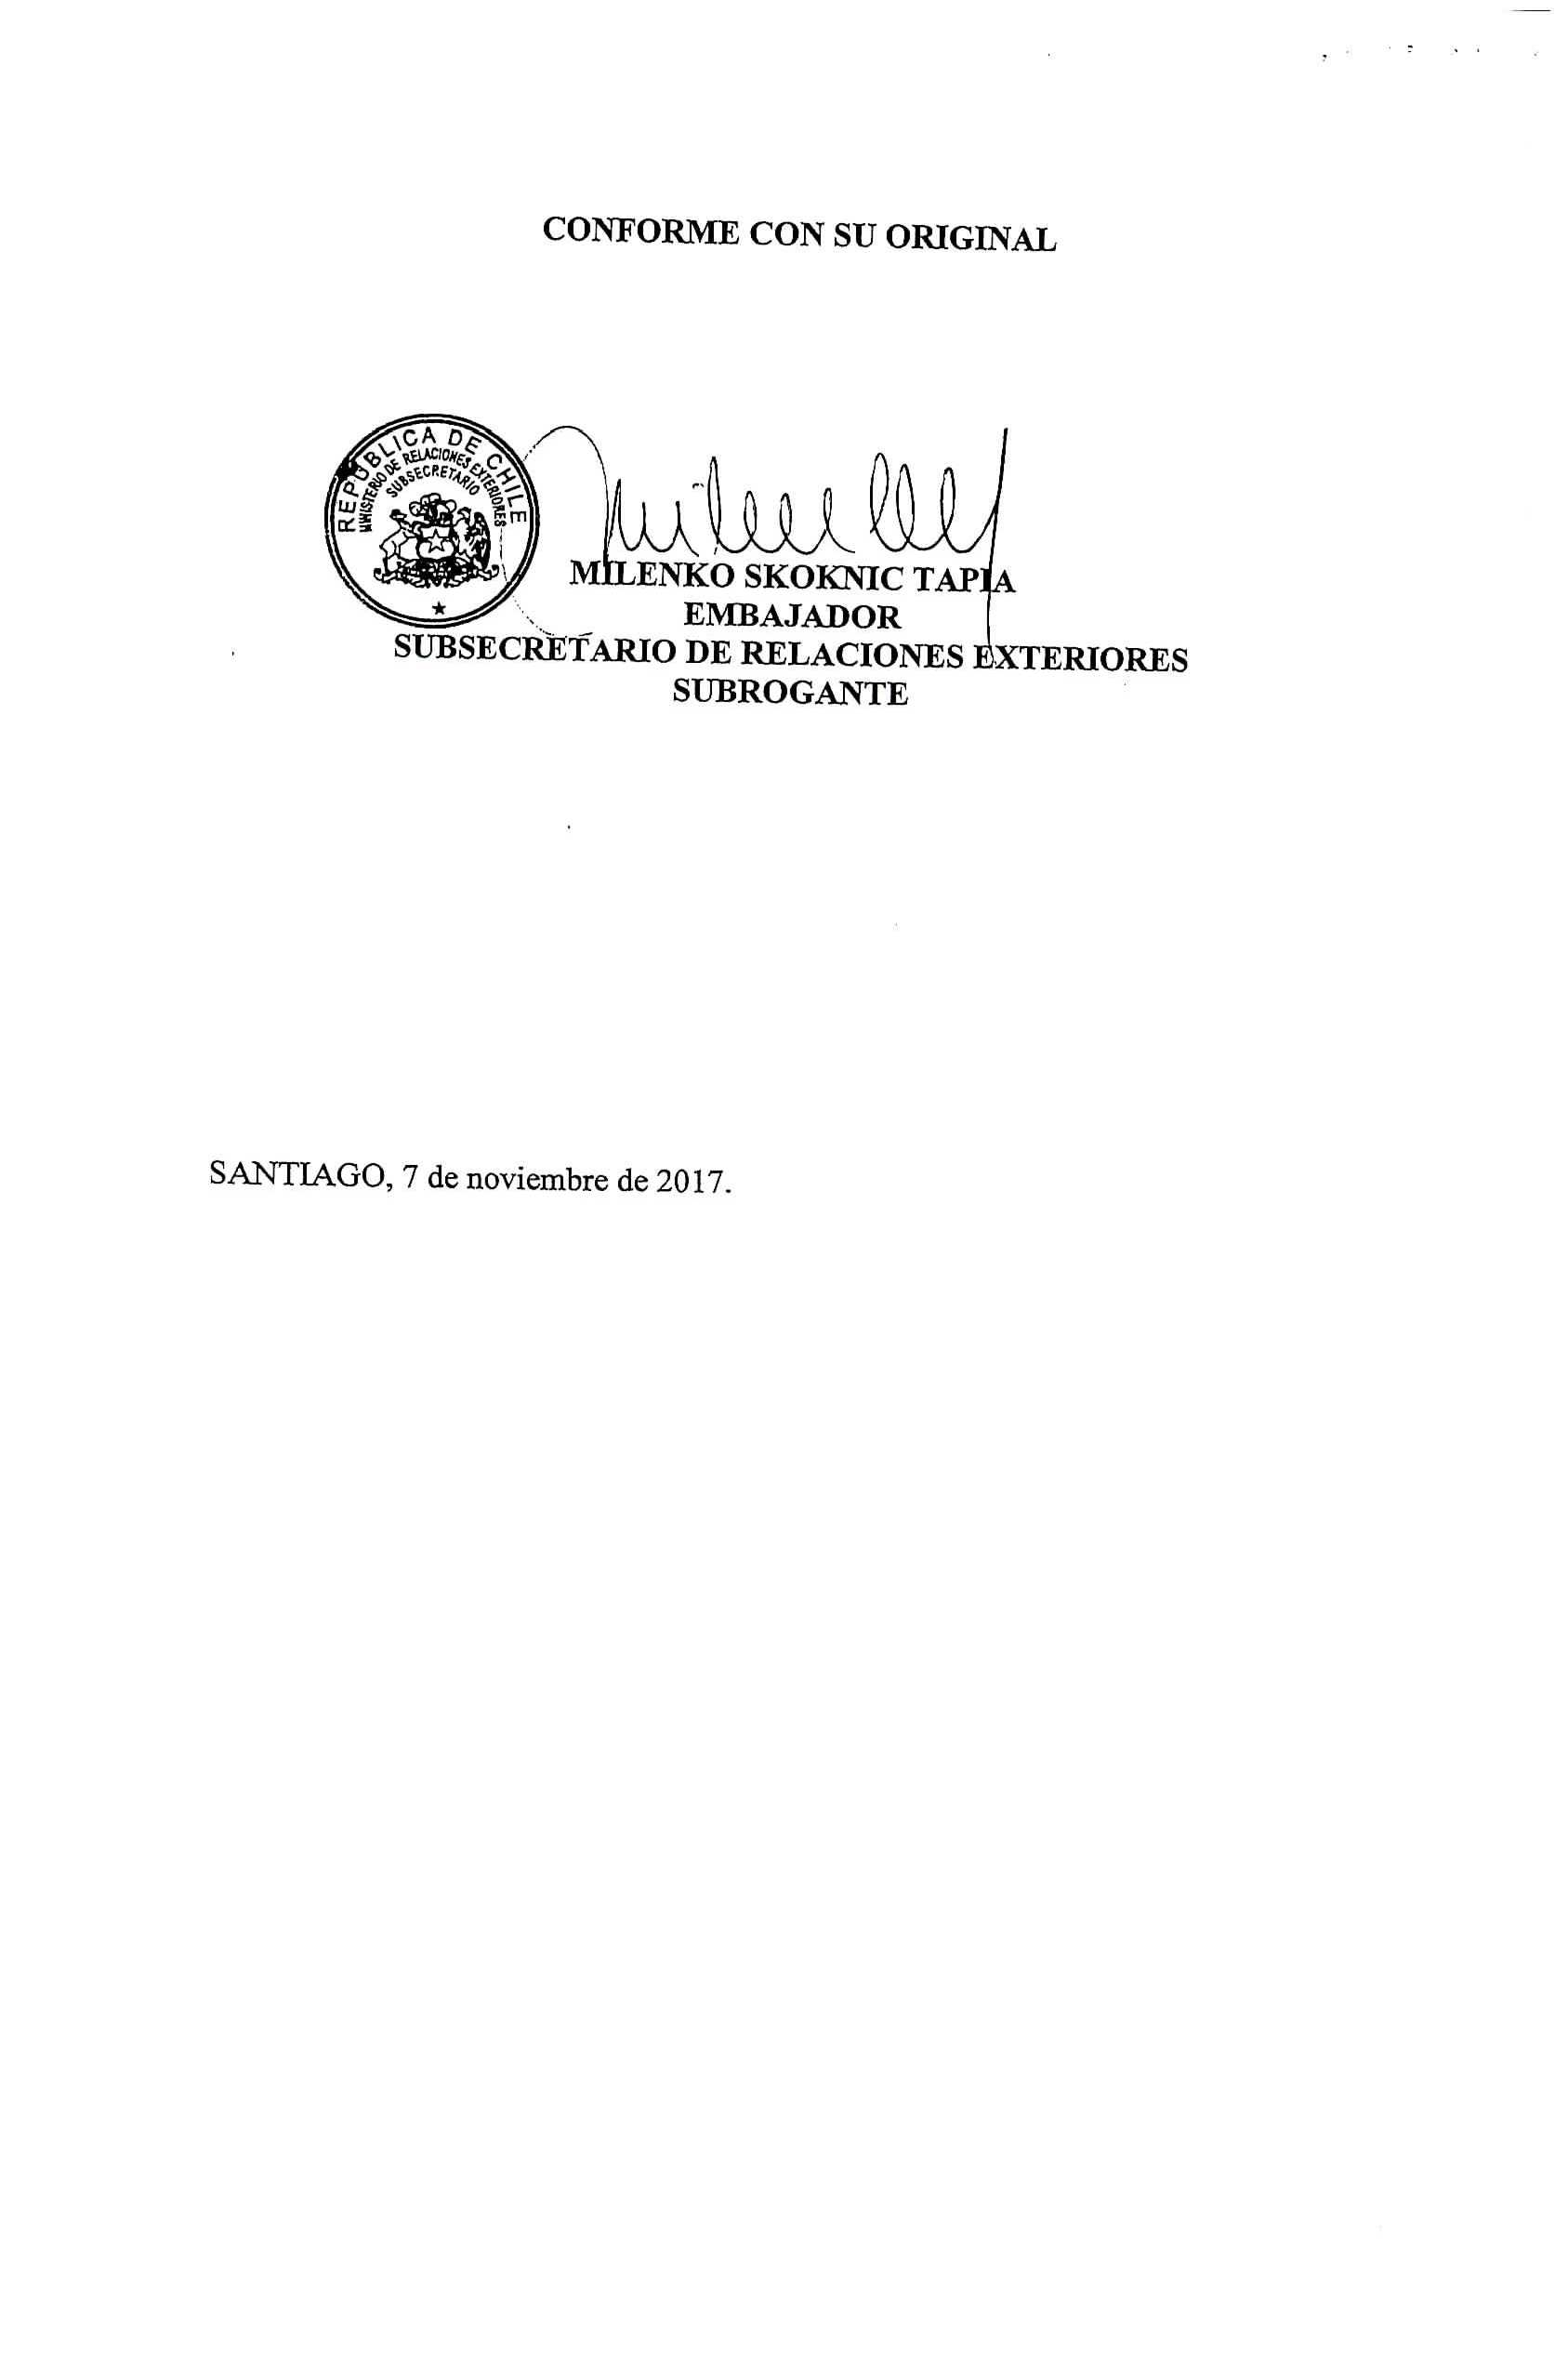 CONFORME CON SU ORIGINAL
REPÚBLICA DE CHILE
MINISTERIO DE RELACIONES EXTERIORES
SUBSECRETARIO
MILENKO SKOKNIC TAPIA
EMBAJADOR
SUBSECRETARIO DE RELACIONES EXTERIORES
SUBROGANTE
SANTIAGO, 7 de noviembre de 2017.